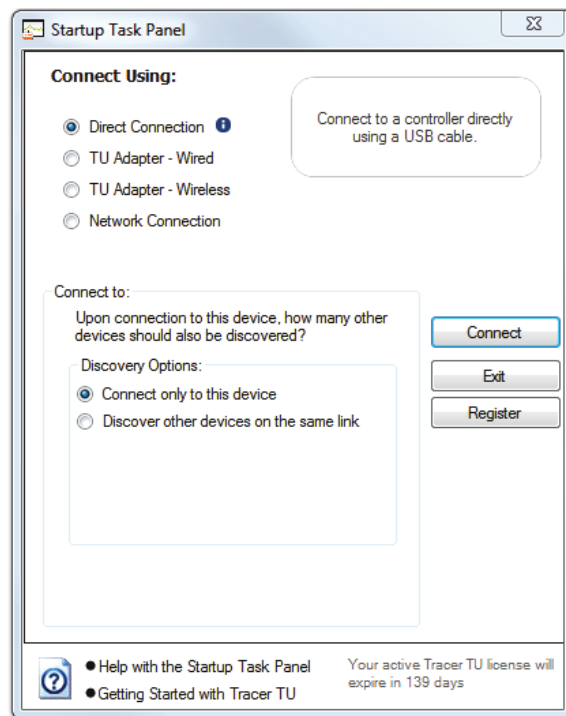 Startup Task Panel
Connect Using:
Direct Connection
TU Adapter - Wired
TU Adapter - Wireless
Network Connection
Connect to a controller directly
using a USB cable.
Connect to:
Upon connection to this device, how many other
devices should also be discovered?
Discovery Options:
Connect only to this device
Discover other devices on the same link
Connect
Exit
Register
Help with the Startup Task Panel
Getting Started with Tracer TU
Your active Tracer TU license will
expire in 139 days